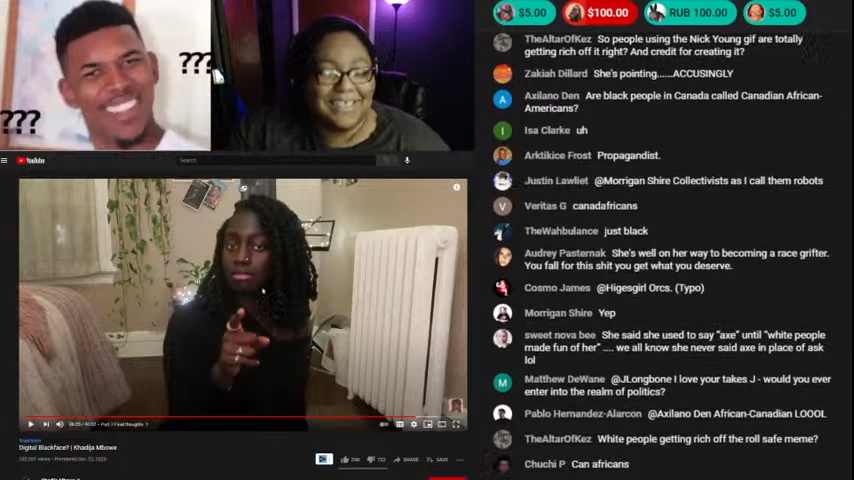 ???
???
$5.00
$100.00
RUB 100.00
$5.00
TheAltarOfKez So people using the Nick Young gif are totally
getting rich off it right? And credit for creating it?
Zakiah Dillard She's pointing......ACCUSINGLY
Axilano Den Are black people in Canada called Canadian African-
Americans?
Isa Clarke uh
Arktikice Frost Propagandist.
Justin Lawliet @Morrigan Shire Collectivists as I call them robots
Veritas G canadafricans
TheWahbulance just black
Audrey Pasternak She's well on her way to becoming a race grifter.
You fall for this shit you get what you deserve.
Cosmo James @Higesgirl Orcs. (Typo)
Morrigan Shire Yep
sweet nova bee She said she used to say "axe" until "white people
made fun of her" .... we all know she never said axe in place of ask
lol
Matthew DeWane @JLongbone I love your takes J - would you ever
enter into the realm of politics?
Pablo Hernandez-Alarcon @Axilano Den African-Canadian LOOOL
TheAltarOfKez White people getting rich off the roll safe meme?
Chuchi P Can africans
YouTube
Search
Final thoughts
Digital Blackface? | Khadija Mbowe
SHARE
SAVE